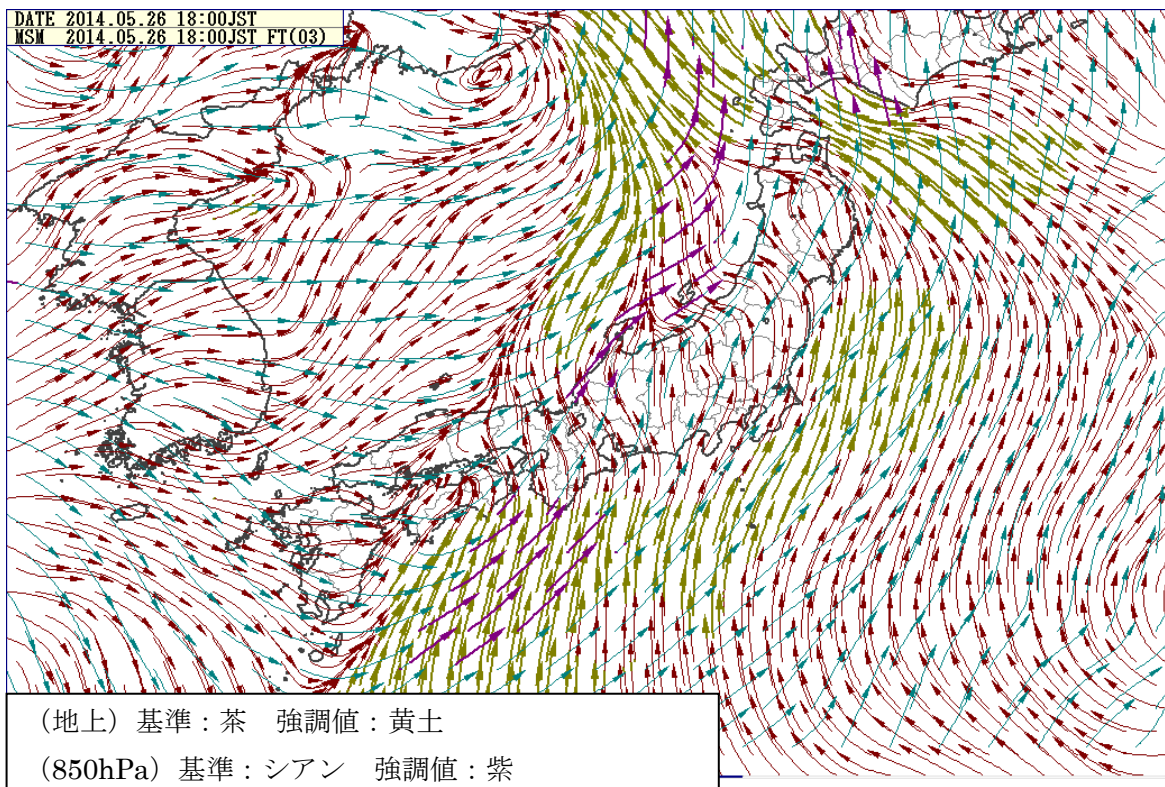 DATE 2014.05.26 18:00JST
MSM 2014.05.26 18:00JST FT(03)
（地上）基準：茶　強調値：黄土
（850hPa）基準：シアン　強調値：紫